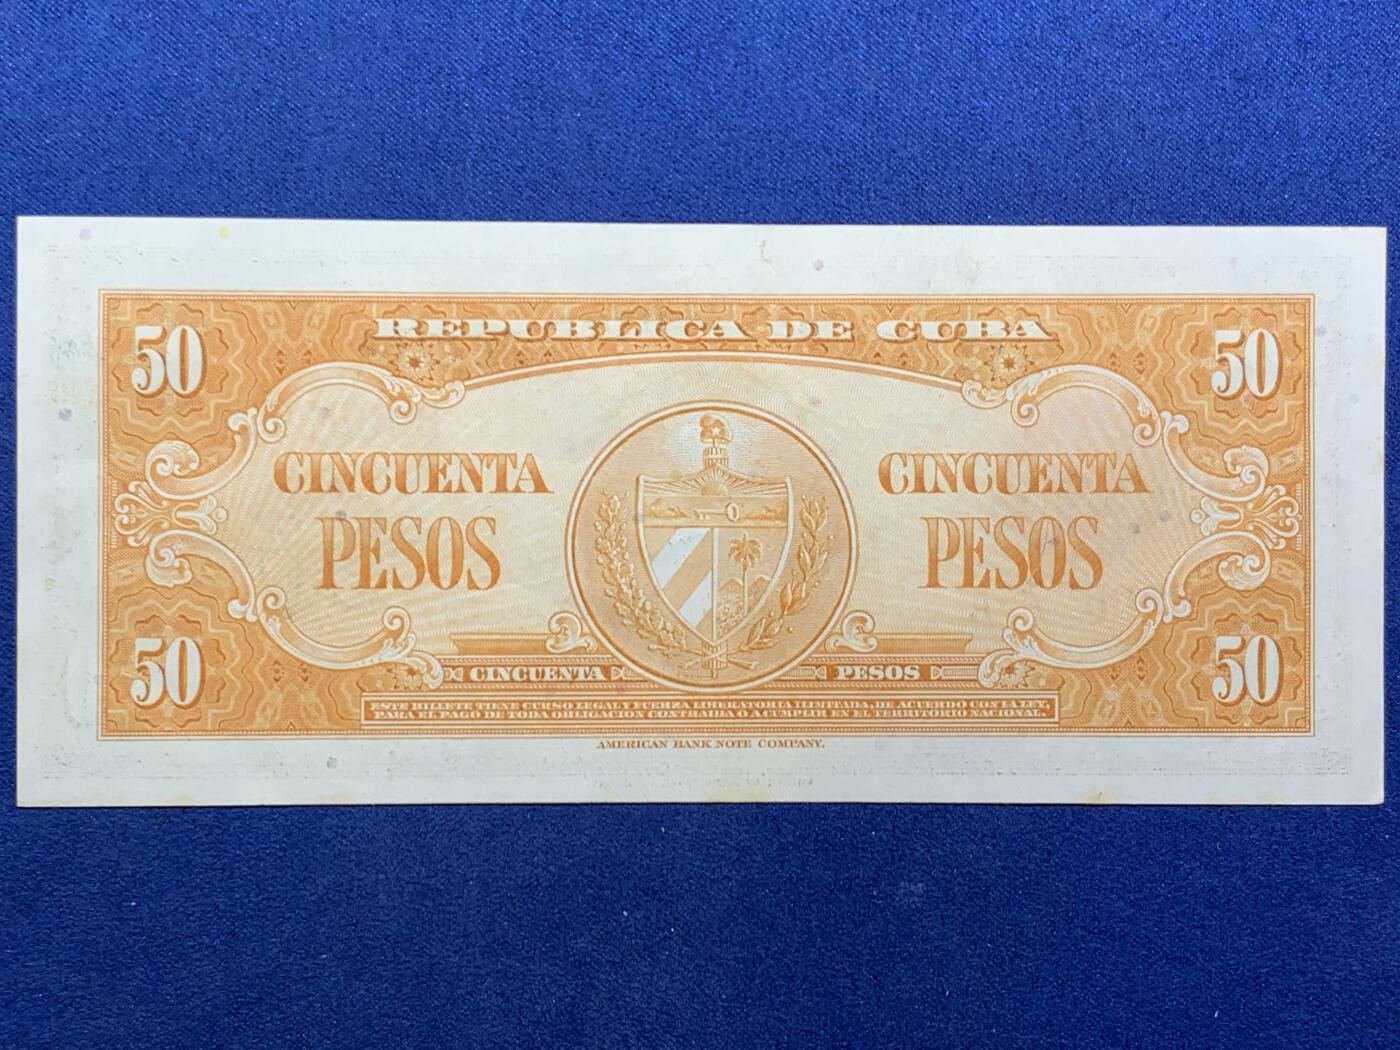 REPUBLICA DE CUBA
50 50
CINCUENTA CINCUENTA
PESOS PESOS
50 50
CINCUENTA PESOS
ESTE BILLETE TIENE CURSO LEGAL Y FUERZA LIBERATORIA ILIMITADA, DE ACUERDO CON LA LEY,
PARA EL PAGO DE TODA OBLIGACION CONTRAIDA O A CUMPLIR EN EL TERRITORIO NACIONAL.
AMERICAN BANK NOTE COMPANY.